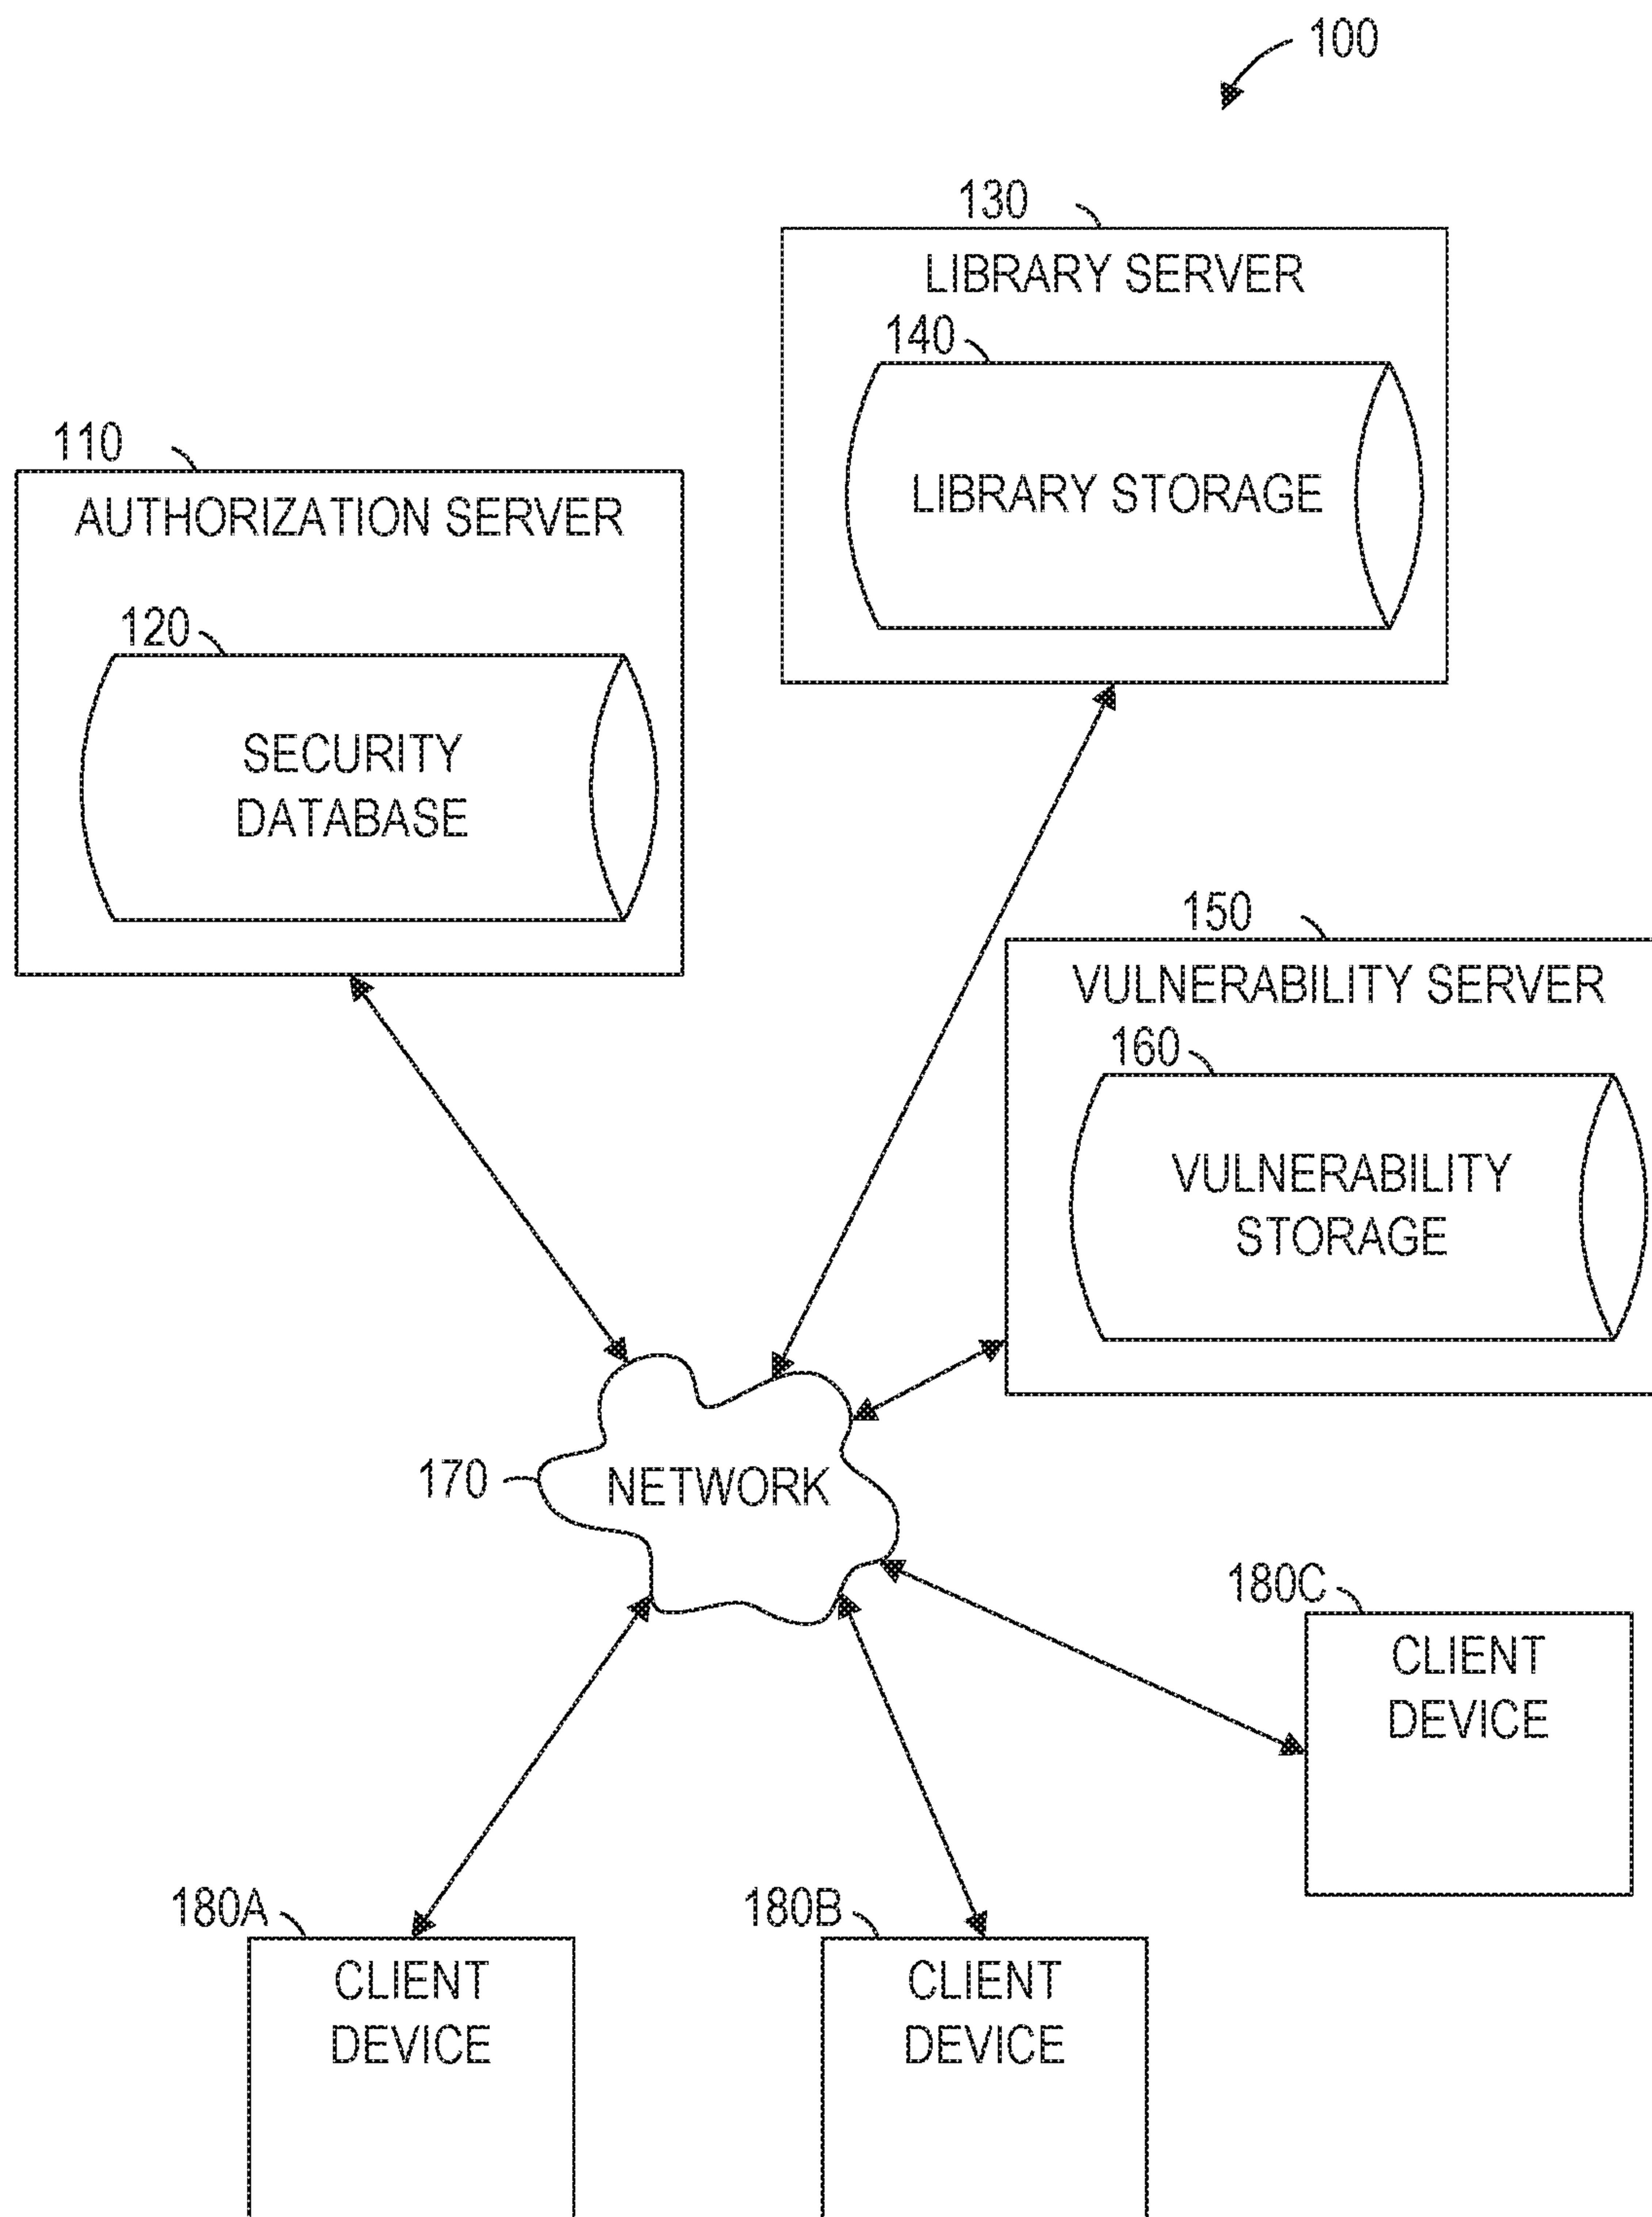 100
130
LIBRARY SERVER
140
LIBRARY STORAGE
110
AUTHORIZATION SERVER
120
SECURITY
DATABASE
150
VULNERABILITY SERVER
160
VULNERABILITY
STORAGE
170
NETWORK
180C
CLIENT
DEVICE
180A
CLIENT
DEVICE
180B
CLIENT
DEVICE